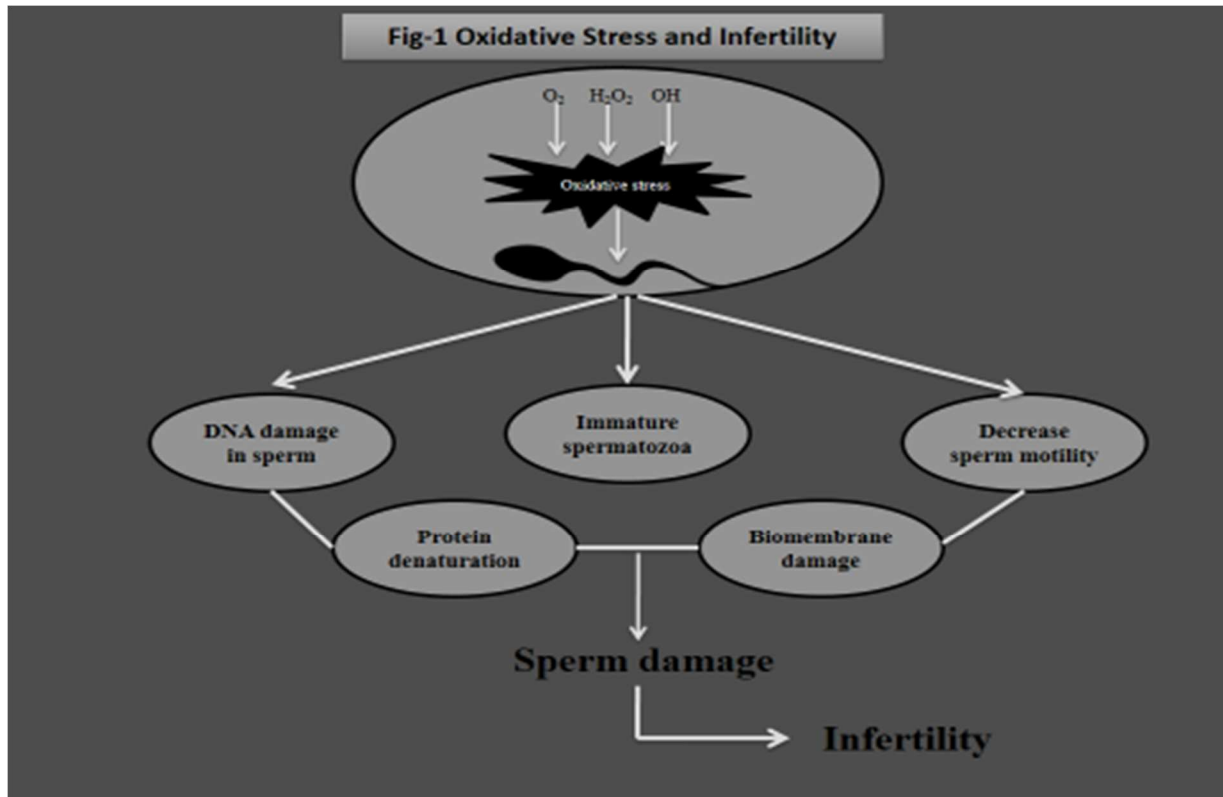 Fig-1 Oxidative Stress and Infertility
O₂ H₂O₂ OH
Oxidative stress
DNA damage
in sperm
Immature
spermatozoa
Decrease
sperm motility
Protein
denaturation
Biomembrane
damage
Sperm damage
Infertility